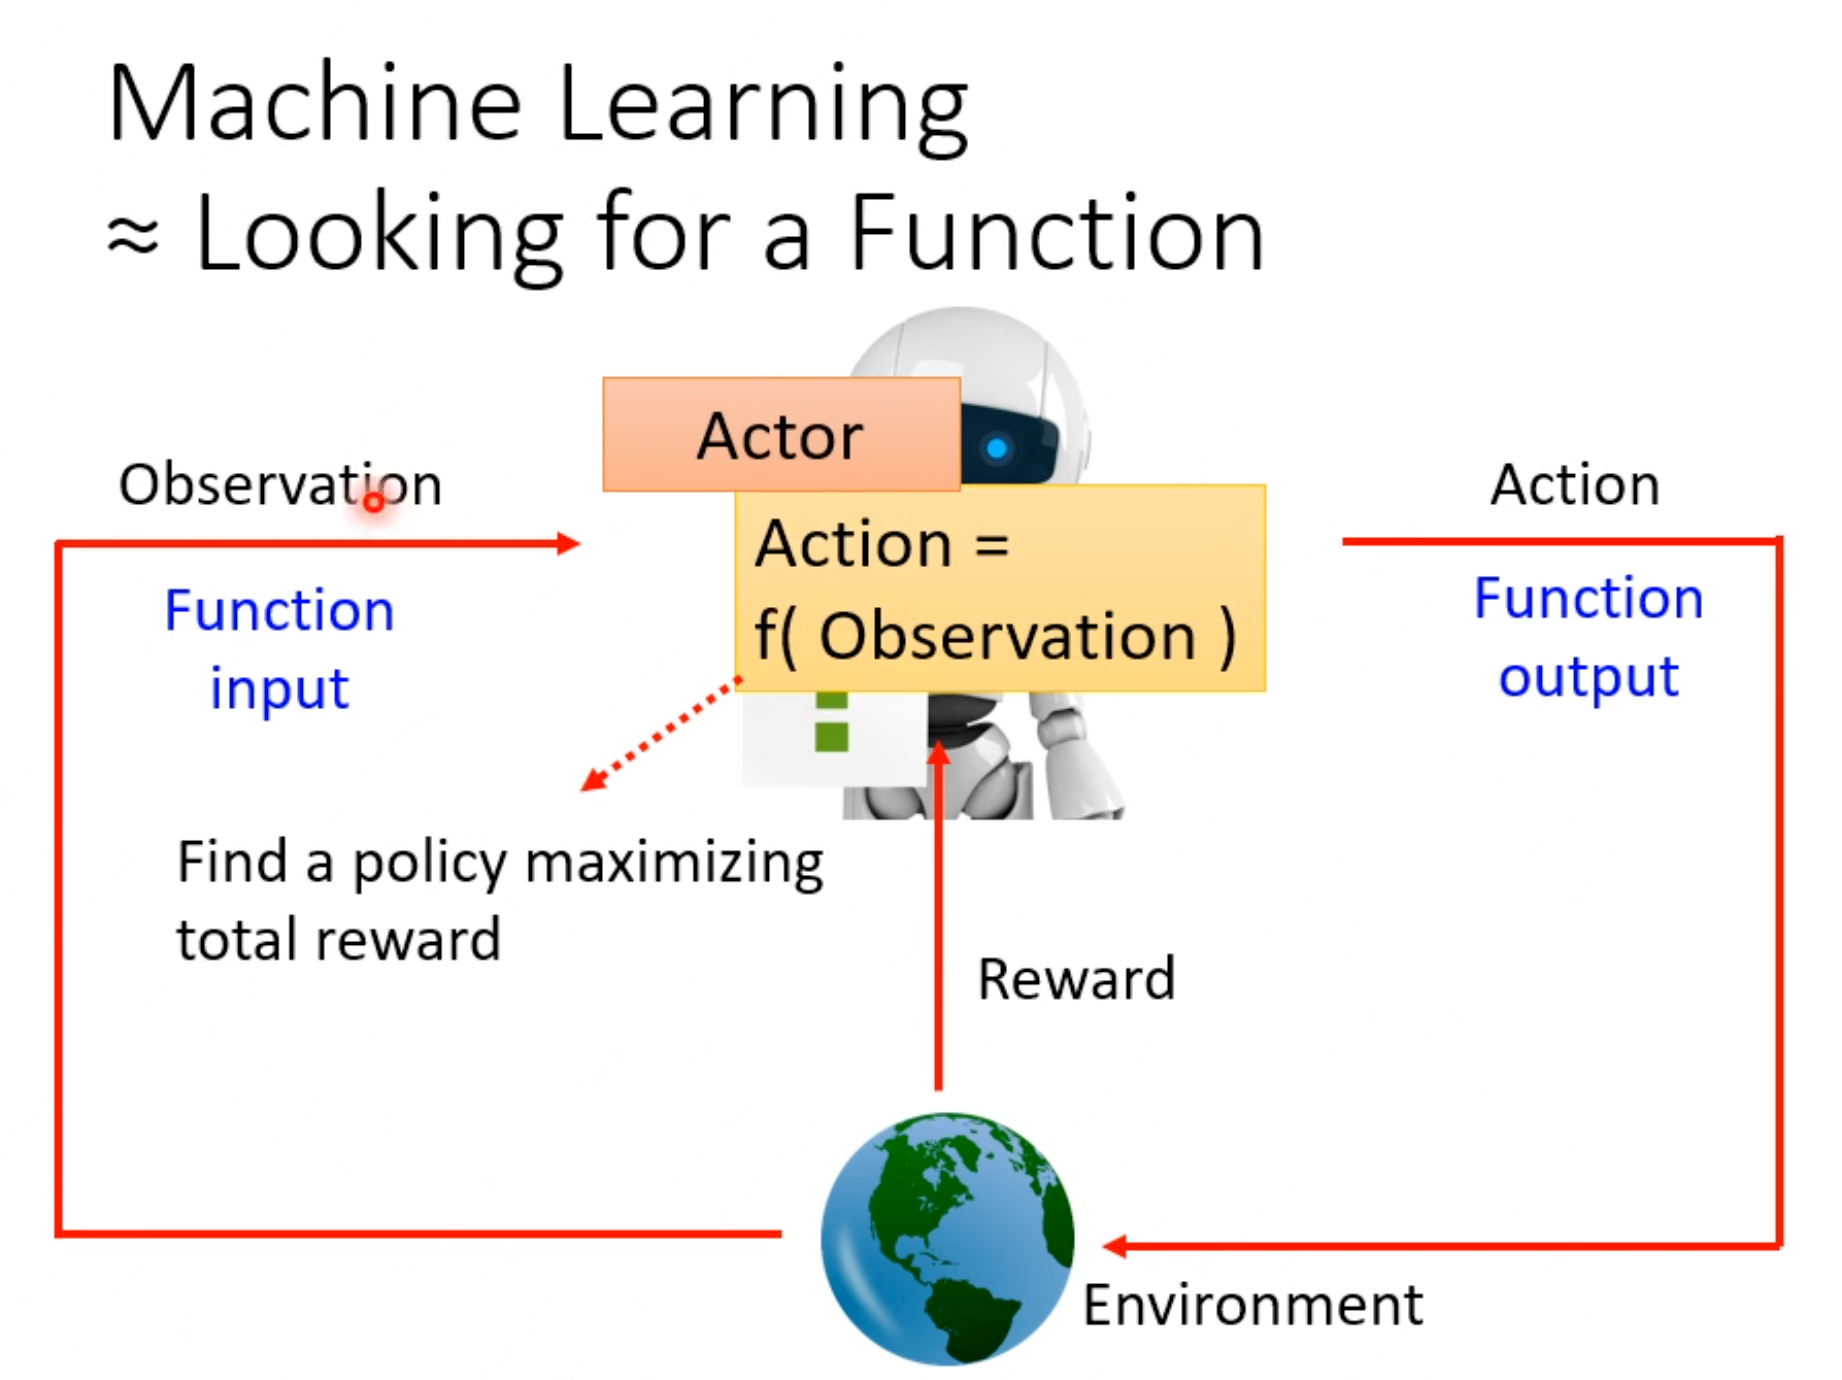 Machine Learning
≈ Looking for a Function
Actor
Observation
Action
Action =
f( Observation )
Function
input
Function
output
Find a policy maximizing
total reward
Reward
Environment